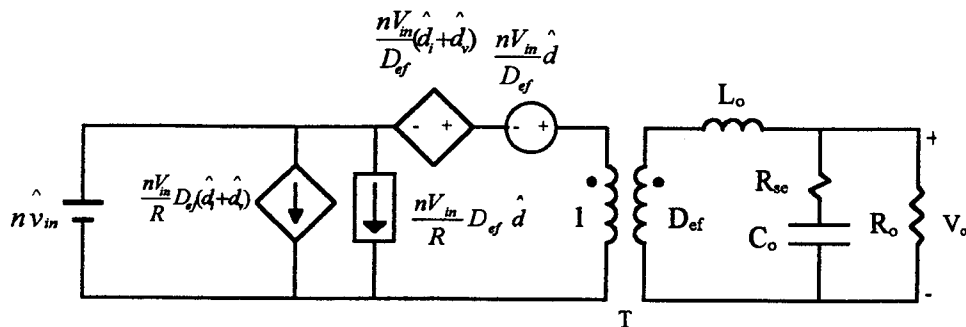 nV_in/D_ef (d̂_i+d̂_v)
nV_in/D_ef d̂
- +
- +
L_o
+
n v̂_in
nV_in/R D_ef(d̂_i+d̂_v)
nV_in/R D_ef d̂
1
D_ef
R_se
C_o
R_o
V_o
-
T